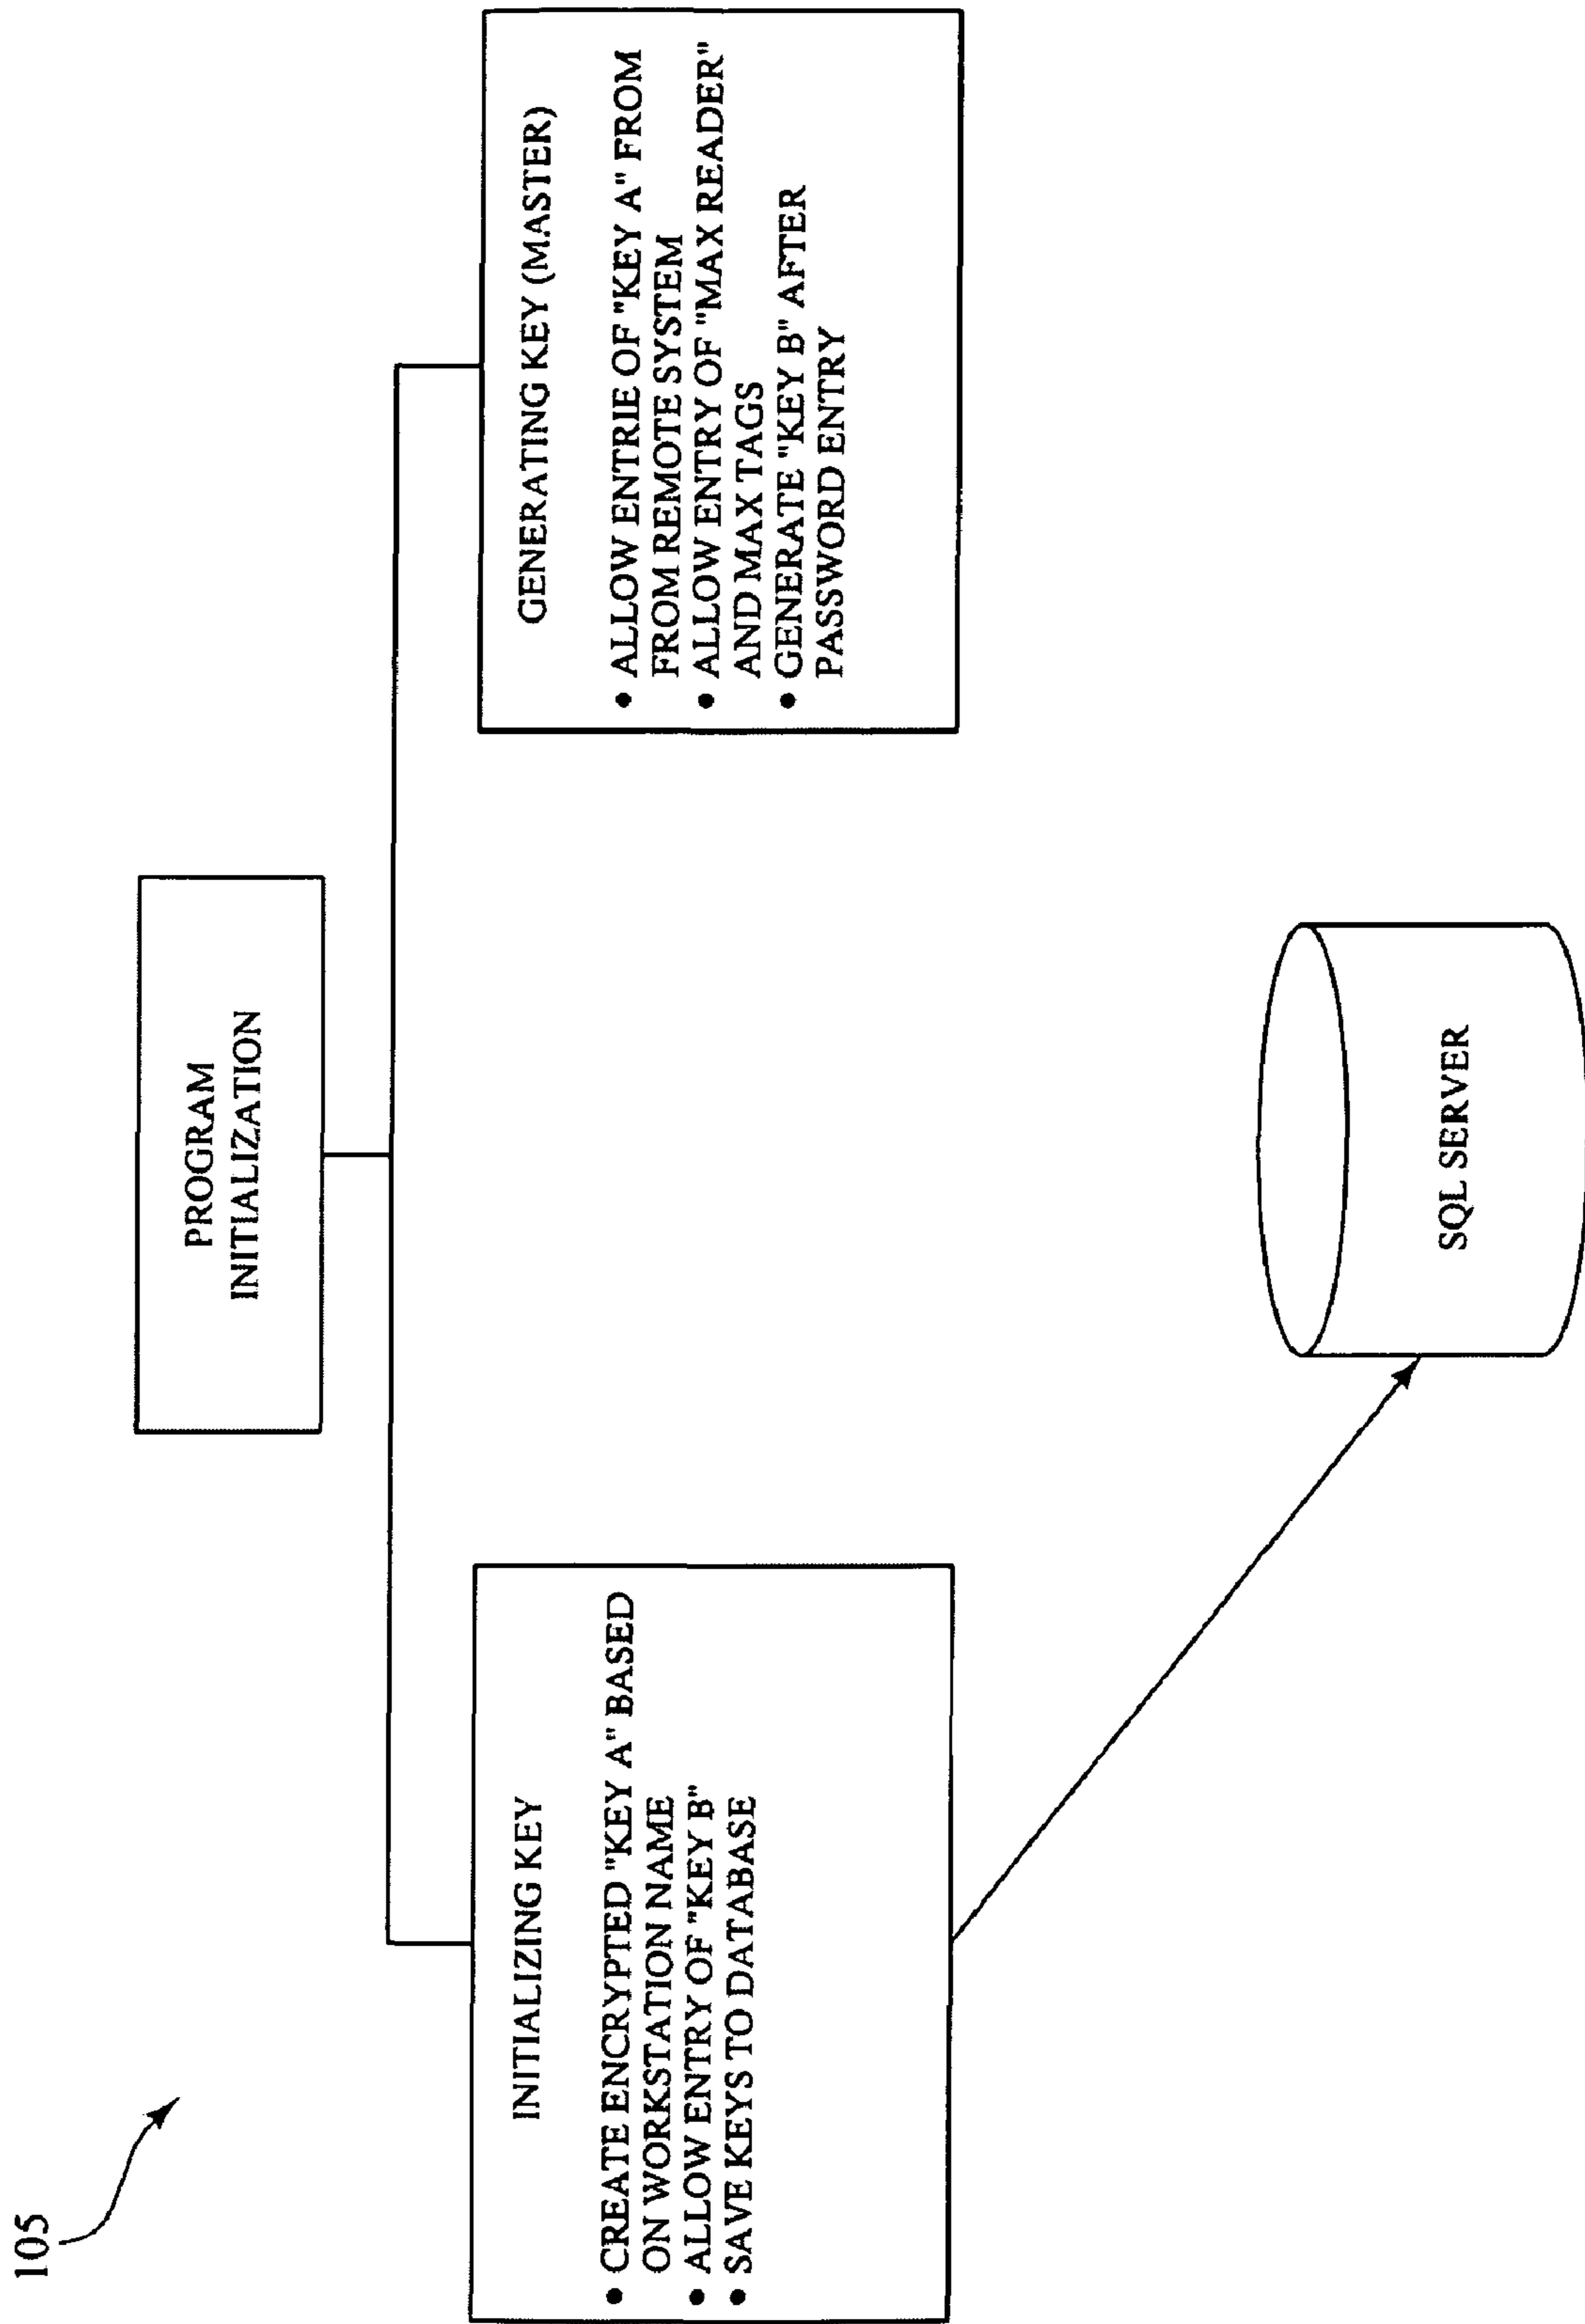 105
PROGRAM
INITIALIZATION
INITIALIZING KEY
• CREATE ENCRYPTED "KEY A" BASED
ON WORKSTATION NAME
• ALLOW ENTRY OF "KEY B"
• SAVE KEYS TO DATABASE
GENERATING KEY (MASTER)
• ALLOW ENTRIE OF "KEY A" FROM
FROM REMOTE SYSTEM
• ALLOW ENTRY OF "MAX READER"
AND MAX TAGS
• GENERATE "KEY B" AFTER
PASSWORD ENTRY
SQL SERVER